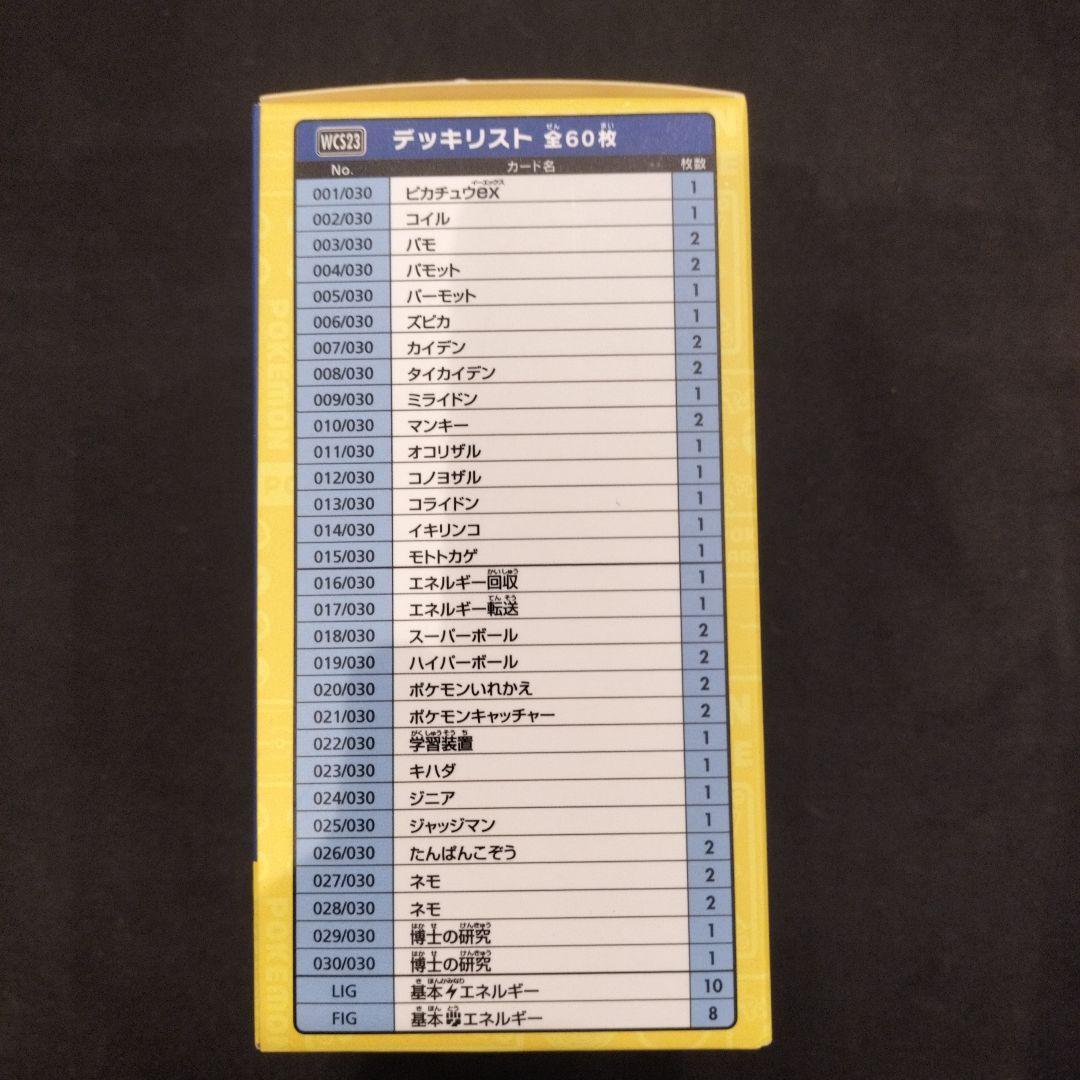 WCS23 デッキリスト 全60枚
No. カード名 枚数
001/030 ピカチュウex 1
002/030 コイル 1
003/030 パモ 2
004/030 パモット 2
005/030 パーモット 1
006/030 ズピカ 1
007/030 カイデン 2
008/030 タイカイデン 2
009/030 ミライドン 1
010/030 マンキー 2
011/030 オコリザル 1
012/030 コノヨザル 1
013/030 コライドン 1
014/030 イキリンコ 1
015/030 モトトカゲ 1
016/030 エネルギー回収 1
017/030 エネルギー転送 1
018/030 スーパーボール 2
019/030 ハイパーボール 2
020/030 ポケモンいれかえ 2
021/030 ポケモンキャッチャー 2
022/030 学習装置 1
023/030 キハダ 1
024/030 ジニア 1
025/030 ジャッジマン 1
026/030 たんぱんこぞう 2
027/030 ネモ 2
028/030 ネモ 2
029/030 博士の研究 1
030/030 博士の研究 1
LIG 基本エネルギー 10
FIG 基本エネルギー 8
POKÉMON